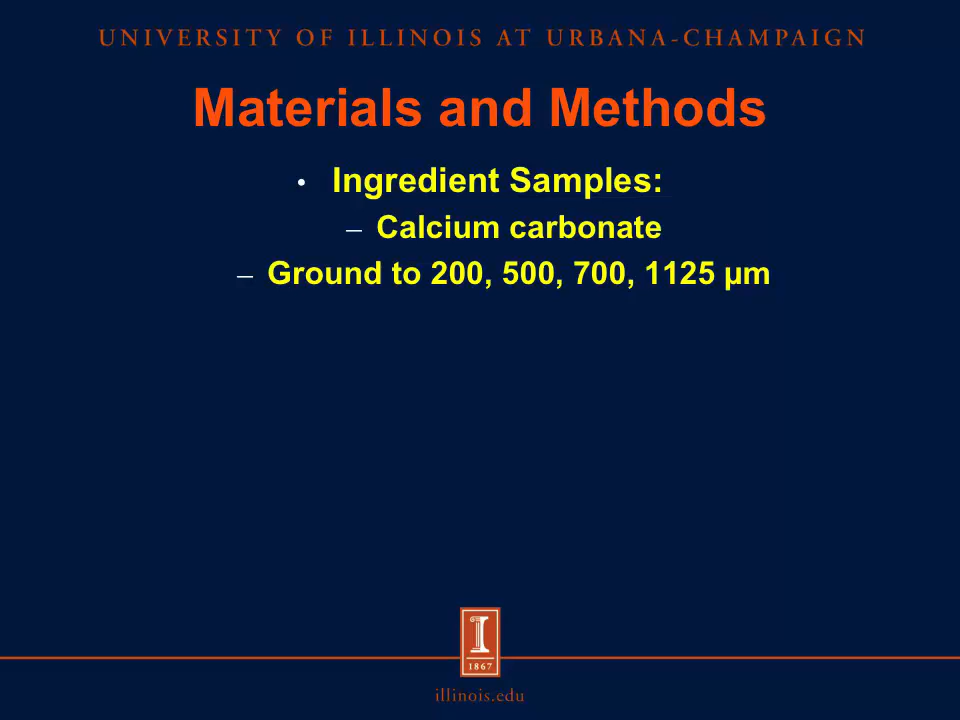 UNIVERSITY OF ILLINOIS AT URBANA-CHAMPAIGN
Materials and Methods
• Ingredient Samples:
– Calcium carbonate
– Ground to 200, 500, 700, 1125 µm
I
1867
illinois.edu